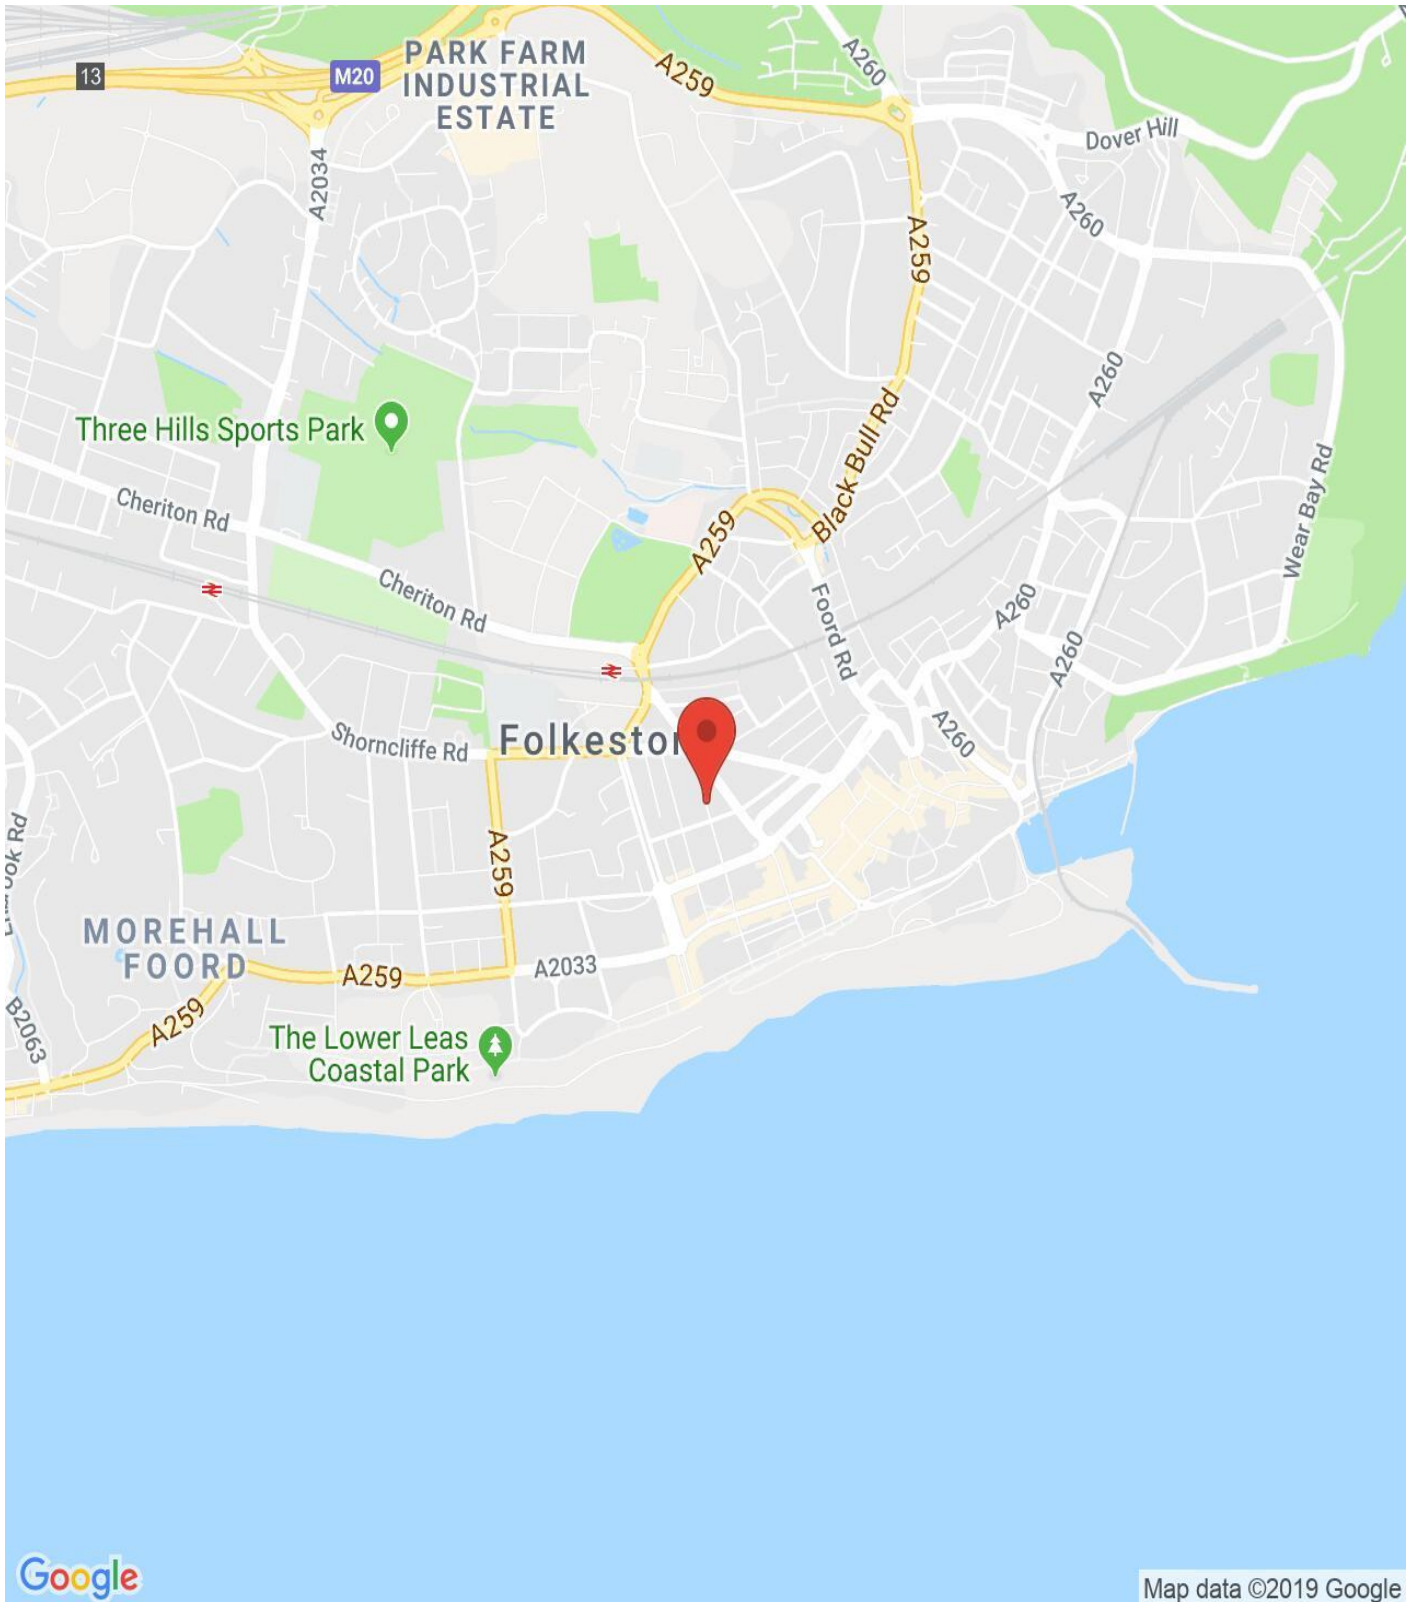 PARK FARM
INDUSTRIAL
ESTATE
M20
13
A259
A260
Dover Hill
A2034
A260
A259
A260
Three Hills Sports Park
Black Bull Rd
Cheriton Rd
Wear Bay Rd
A259
Cheriton Rd
Foord Rd
A260
A260
Shorncliffe Rd
Folkeston
A260
A259
MOREHALL
FOORD
A259
A2033
A259
B2063
The Lower Leas
Coastal Park
Google
Map data ©2019 Google